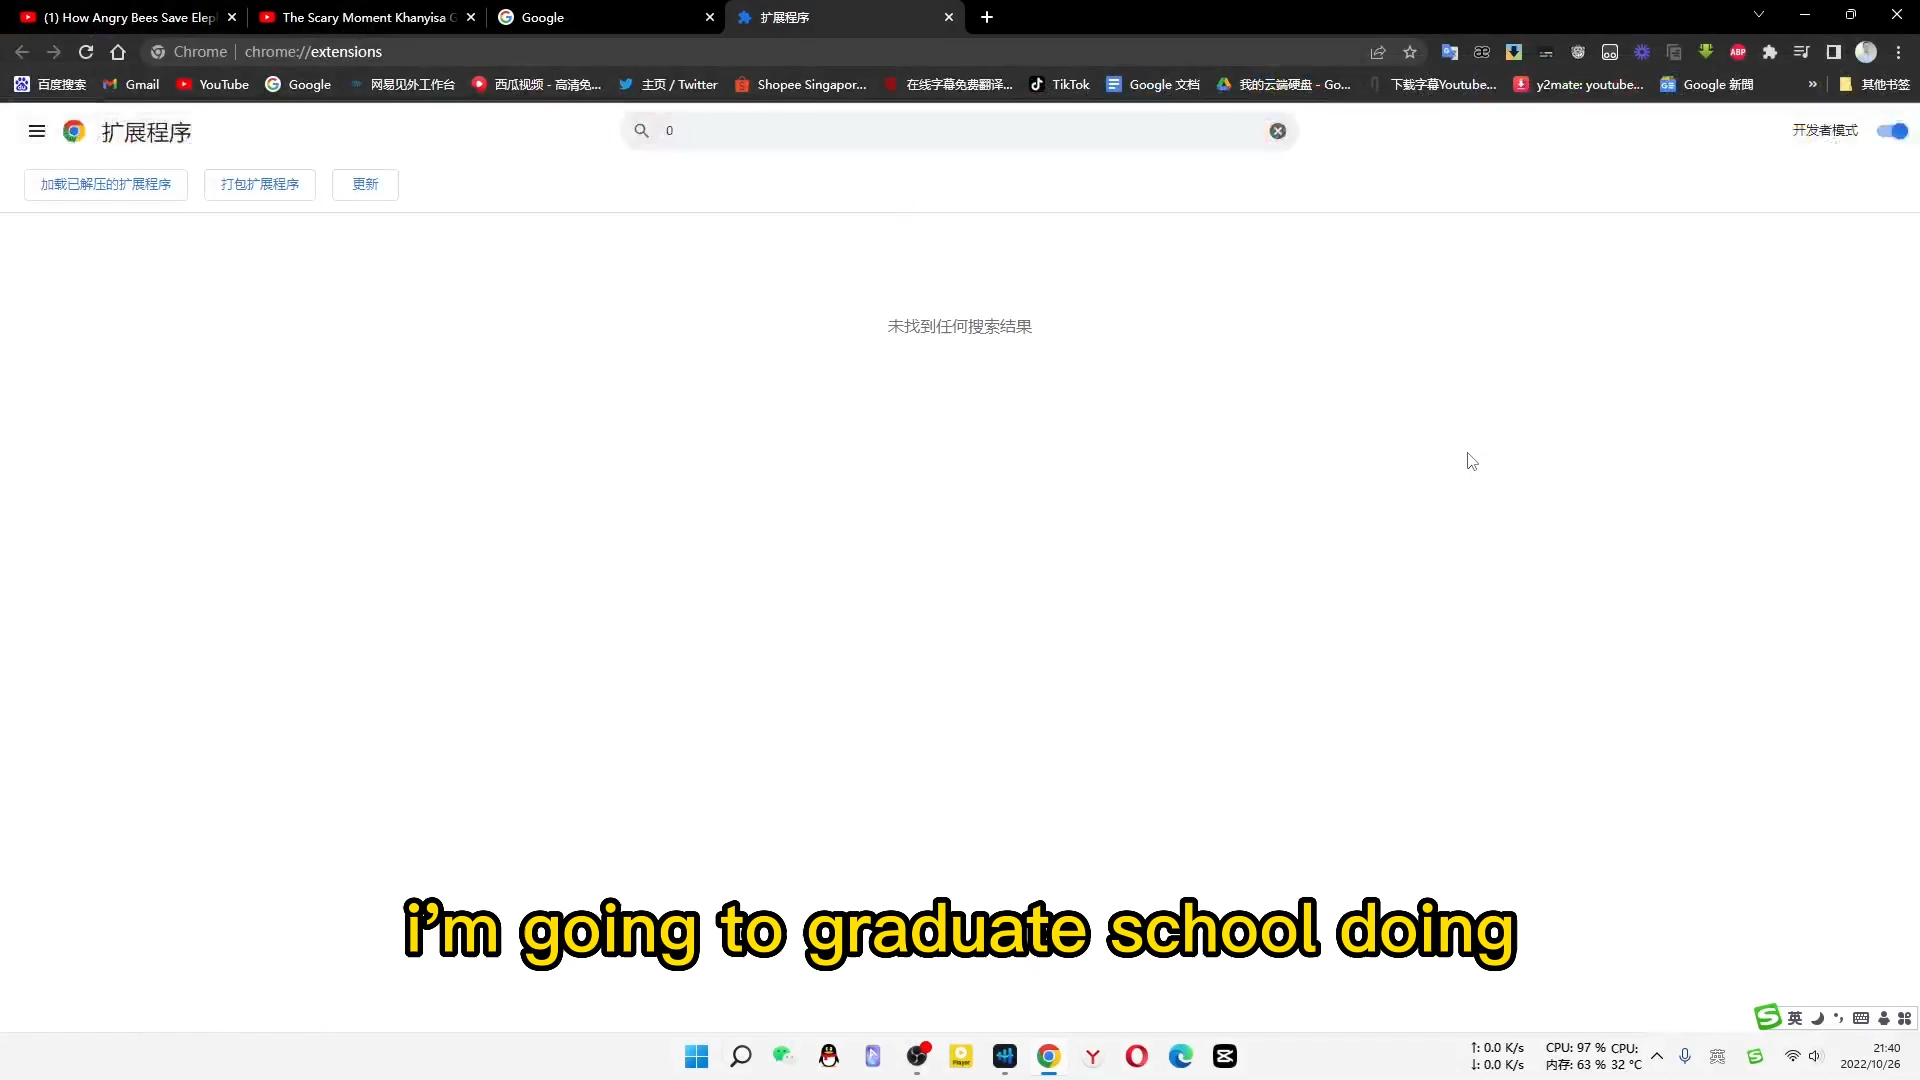 (1) How Angry Bees Save Elep
The Scary Moment Khanyisa G
Google
扩展程序
Chrome | chrome://extensions
百度搜索 Gmail YouTube Google 网易见外工作台 西瓜视频 - 高清免... 主页 / Twitter Shopee Singapor... 在线字幕免费翻译... TikTok Google 文档 我的云端硬盘 - Go... 下载字幕Youtube... y2mate: youtube... Google 新聞 » 其他书签
扩展程序
0
开发者模式
加载已解压的扩展程序 打包扩展程序 更新
未找到任何搜索结果
i’m going to graduate school doing
英
↑: 0.0 K/s CPU: 97 % CPU:
↓: 0.0 K/s 内存: 63 % 32 °C
英
21:40
2022/10/26